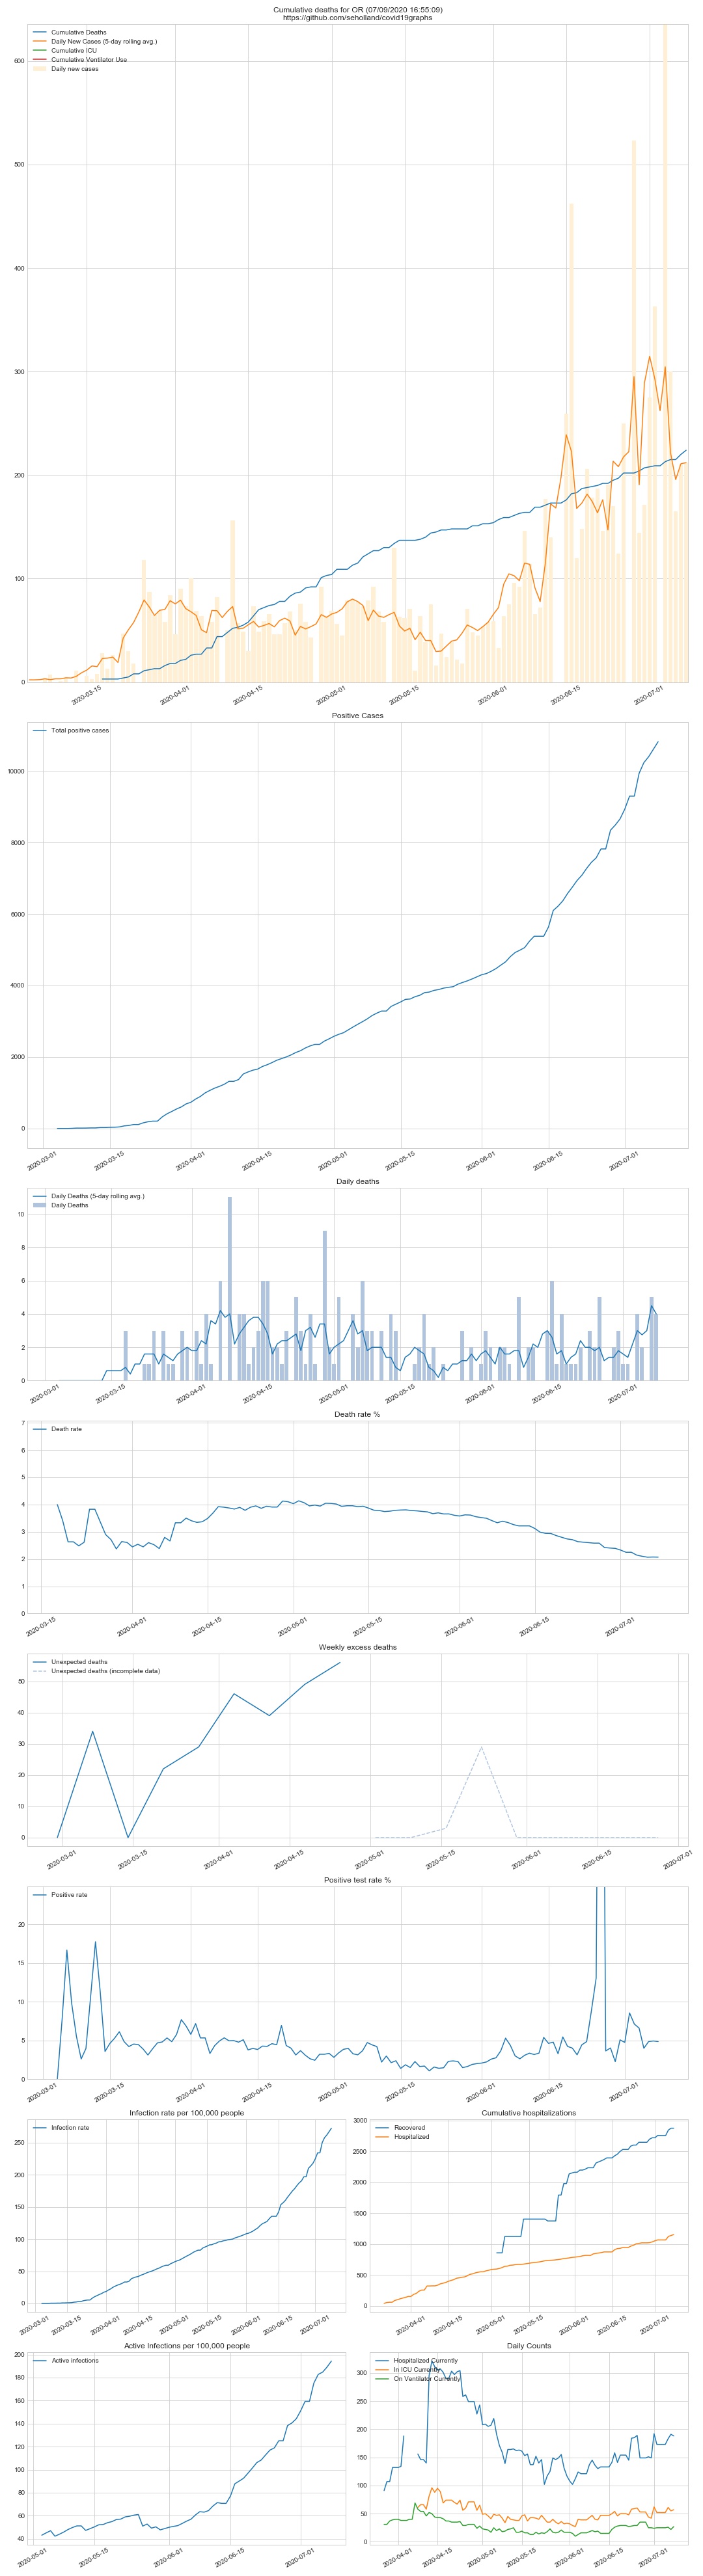 Cumulative deaths for OR (07/09/2020 16:55:09)
https://github.com/seholland/covid19graphs
Cumulative Deaths
Daily New Cases (5-day rolling avg.)
Cumulative ICU
Cumulative Ventilator Use
Daily new cases
600
500
400
300
200
100
0
2020-03-15 2020-04-01 2020-04-15 2020-05-01 2020-05-15 2020-06-01 2020-06-15 2020-07-01
Positive Cases
Total positive cases
10000
8000
6000
4000
2000
0
2020-03-01 2020-03-15 2020-04-01 2020-04-15 2020-05-01 2020-05-15 2020-06-01 2020-06-15 2020-07-01
Daily deaths
Daily Deaths (5-day rolling avg.)
Daily Deaths
10
8
6
4
2
0
2020-03-01 2020-03-15 2020-04-01 2020-04-15 2020-05-01 2020-05-15 2020-06-01 2020-06-15 2020-07-01
Death rate %
Death rate
7
6
5
4
3
2
1
0
2020-03-15 2020-04-01 2020-04-15 2020-05-01 2020-05-15 2020-06-01 2020-06-15 2020-07-01
Weekly excess deaths
Unexpected deaths
Unexpected deaths (incomplete data)
50
40
30
20
10
0
2020-03-01 2020-03-15 2020-04-01 2020-04-15 2020-05-01 2020-05-15 2020-06-01 2020-06-15 2020-07-01
Positive test rate %
Positive rate
20
15
10
5
0
2020-03-01 2020-03-15 2020-04-01 2020-04-15 2020-05-01 2020-05-15 2020-06-01 2020-06-15 2020-07-01
Infection rate per 100,000 people
Infection rate
250
200
150
100
50
0
2020-03-01 2020-03-15 2020-04-01 2020-04-15 2020-05-01 2020-05-15 2020-06-01 2020-06-15 2020-07-01
Cumulative hospitalizations
Recovered
Hospitalized
3000
2500
2000
1500
1000
500
0
2020-04-01 2020-04-15 2020-05-01 2020-05-15 2020-06-01 2020-06-15 2020-07-01
Active Infections per 100,000 people
Active infections
200
180
160
140
120
100
80
60
40
2020-05-01 2020-05-15 2020-06-01 2020-06-15 2020-07-01
Daily Counts
Hospitalized Currently
In ICU Currently
On Ventilator Currently
300
250
200
150
100
50
0
2020-04-01 2020-04-15 2020-05-01 2020-05-15 2020-06-01 2020-06-15 2020-07-01